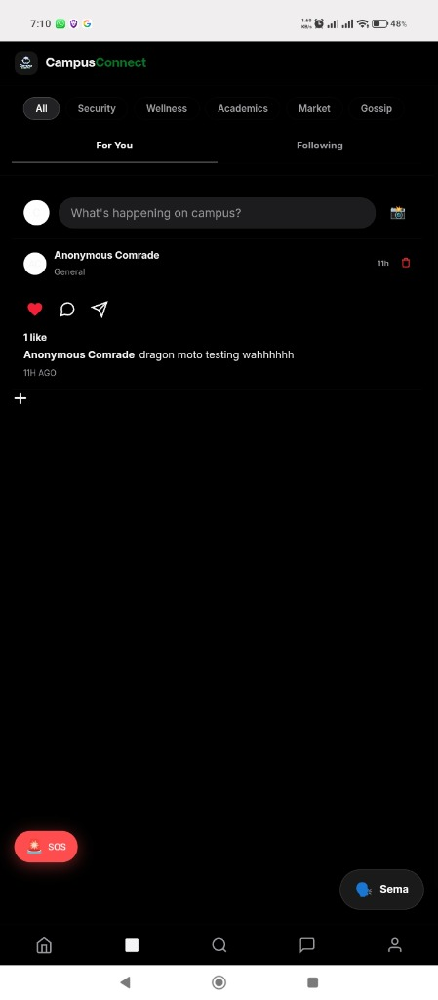 7:10
1.60 KB/s
48%
CampusConnect
All Security Wellness Academics Market Gossip
For You Following
What's happening on campus?
Anonymous Comrade
General
11h
1 like
Anonymous Comrade dragon moto testing wahhhhhh
11H AGO
+
SOS
Sema